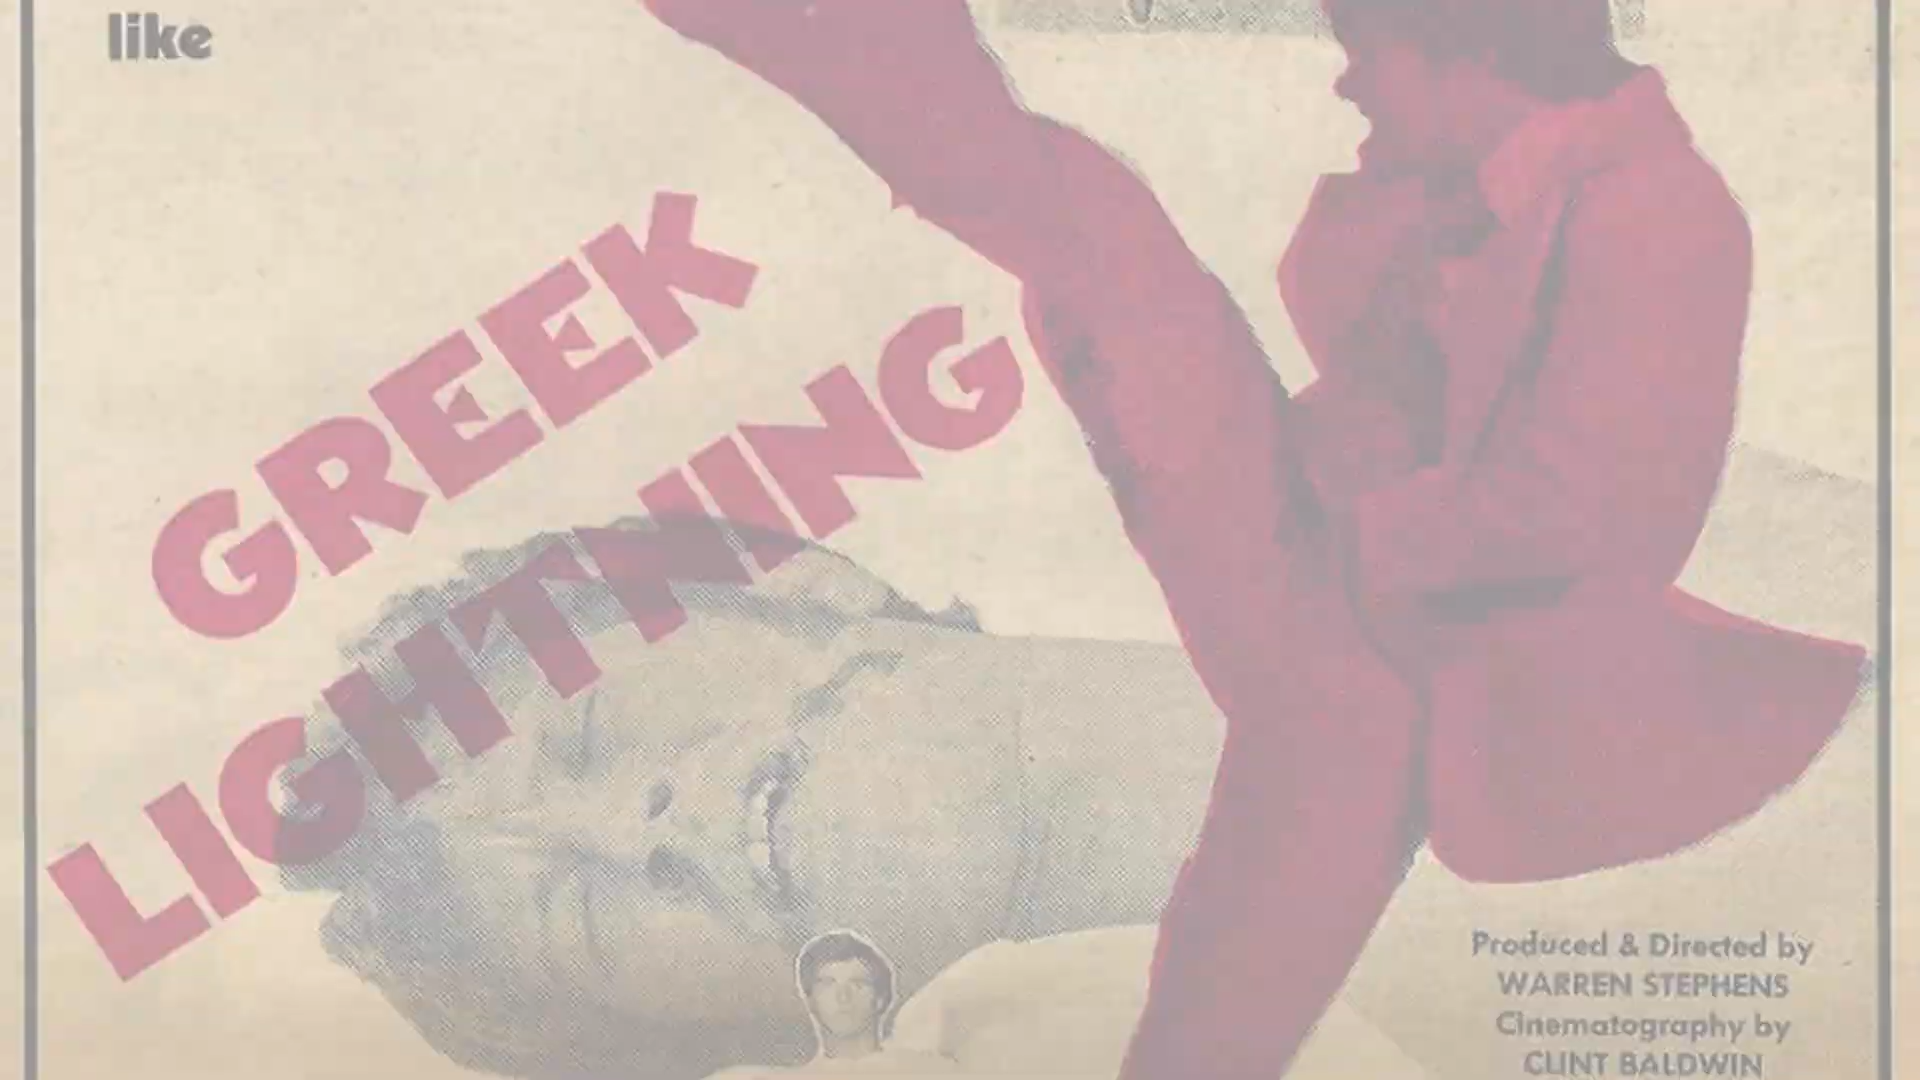 like
GREEK
LIGHTNING
Produced & Directed by
WARREN STEPHENS
Cinematography by
CLINT BALDWIN